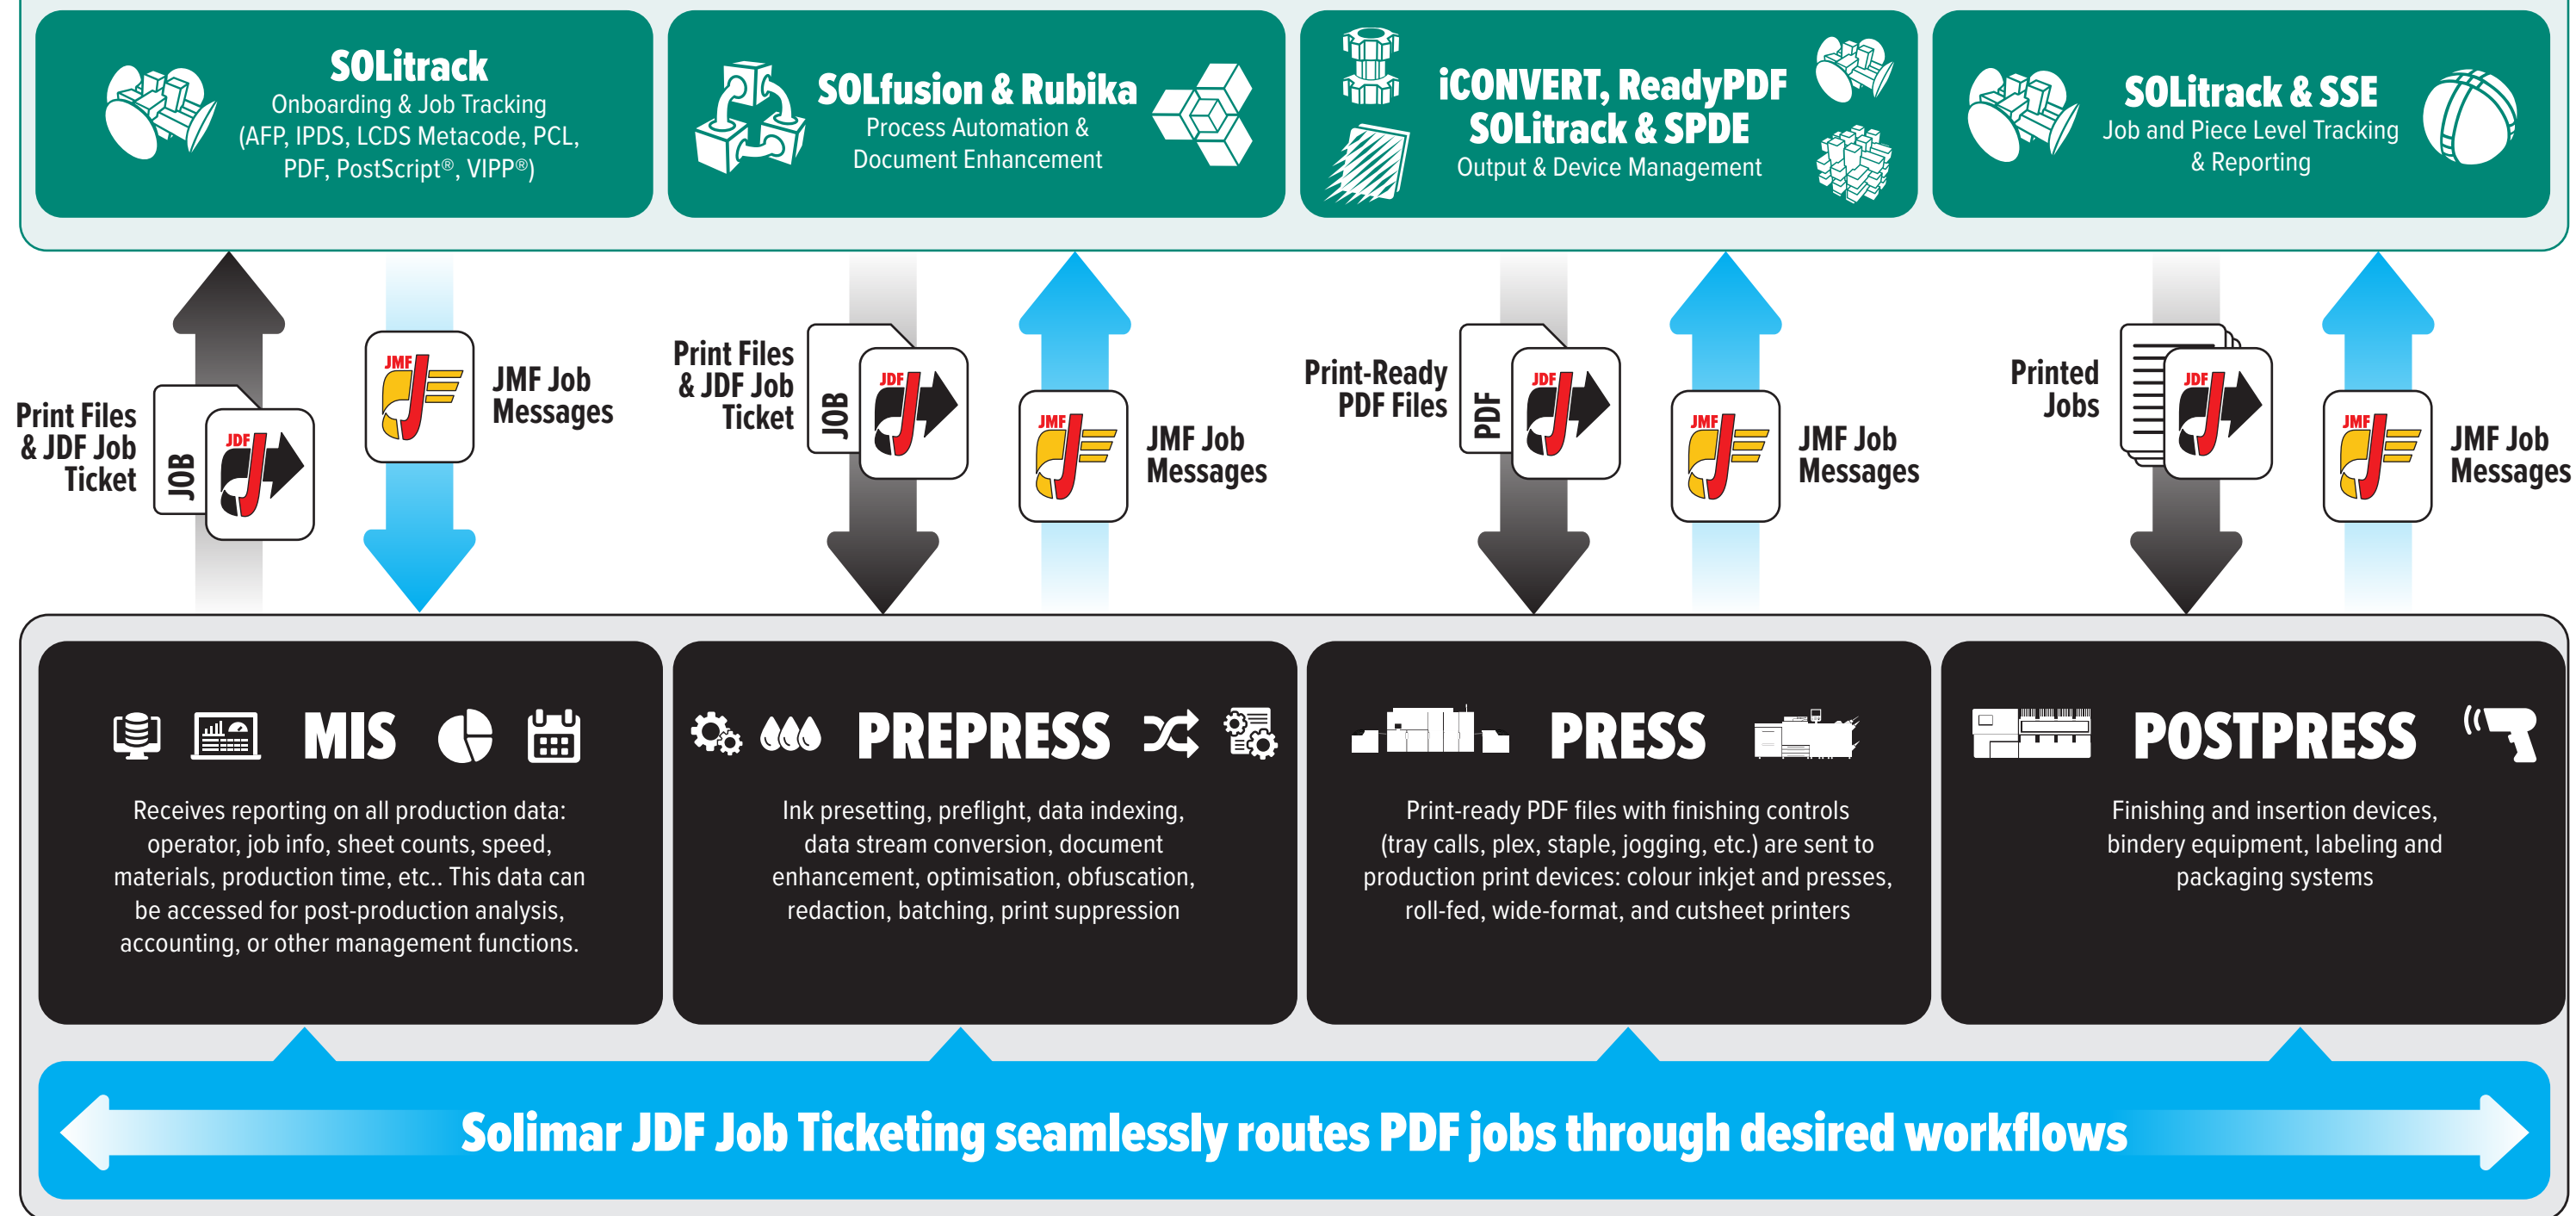 SOLitrack
Onboarding & Job Tracking
(AFP, IPDS, LCDS Metacode, PCL,
PDF, PostScript®, VIPP®)
SOLfusion & Rubika
Process Automation &
Document Enhancement
iCONVERT, ReadyPDF
SOLitrack & SPDE
Output & Device Management
SOLitrack & SSE
Job and Piece Level Tracking
& Reporting
Print Files
& JDF Job
Ticket
JOB
JDF
JMF
JMF Job
Messages
Print Files
& JDF Job
Ticket
JOB
JDF
JMF
JMF Job
Messages
Print-Ready
PDF Files
PDF
JDF
JMF
JMF Job
Messages
Printed
Jobs
JDF
JMF
JMF Job
Messages
MIS
Receives reporting on all production data:
operator, job info, sheet counts, speed,
materials, production time, etc.. This data can
be accessed for post-production analysis,
accounting, or other management functions.
PREPRESS
Ink presetting, preflight, data indexing,
data stream conversion, document
enhancement, optimisation, obfuscation,
redaction, batching, print suppression
PRESS
Print-ready PDF files with finishing controls
(tray calls, plex, staple, jogging, etc.) are sent to
production print devices: colour inkjet and presses,
roll-fed, wide-format, and cutsheet printers
POSTPRESS
Finishing and insertion devices,
bindery equipment, labeling and
packaging systems
Solimar JDF Job Ticketing seamlessly routes PDF jobs through desired workflows